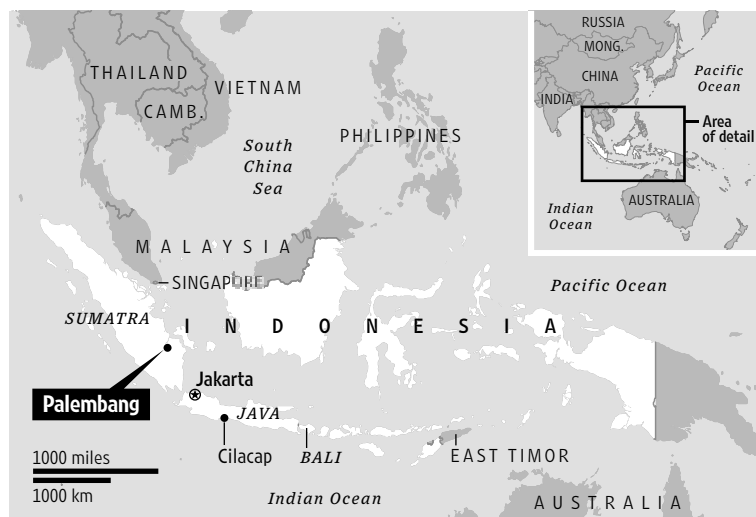 THAILAND
VIETNAM
CAMB.
South
China
Sea
PHILIPPINES
MALAYSIA
SINGAPORE
SUMATRA
INDONESIA
Pacific Ocean
Palembang
Jakarta
JAVA
Cilacap
BALI
EAST TIMOR
1000 miles
1000 km
Indian Ocean
AUSTRALIA
RUSSIA
MONG.
CHINA
INDIA
Pacific
Ocean
Area
of detail
AUSTRALIA
Indian
Ocean